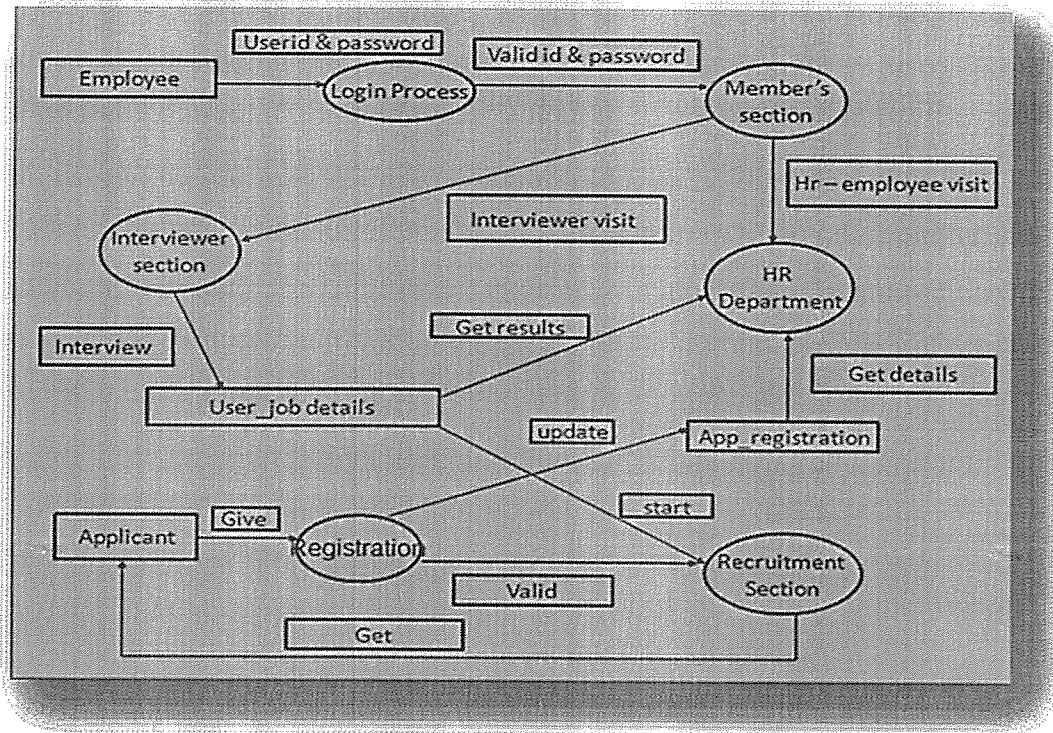 Userid & password
Valid id & password
Employee
Login Process
Member's
section
Hr – employee visit
Interviewer visit
Interviewer
section
HR
Department
Get results
Interview
Get details
User_job details
update
App_registration
start
Give
Applicant
Registration
Recruitment
Section
Valid
Get